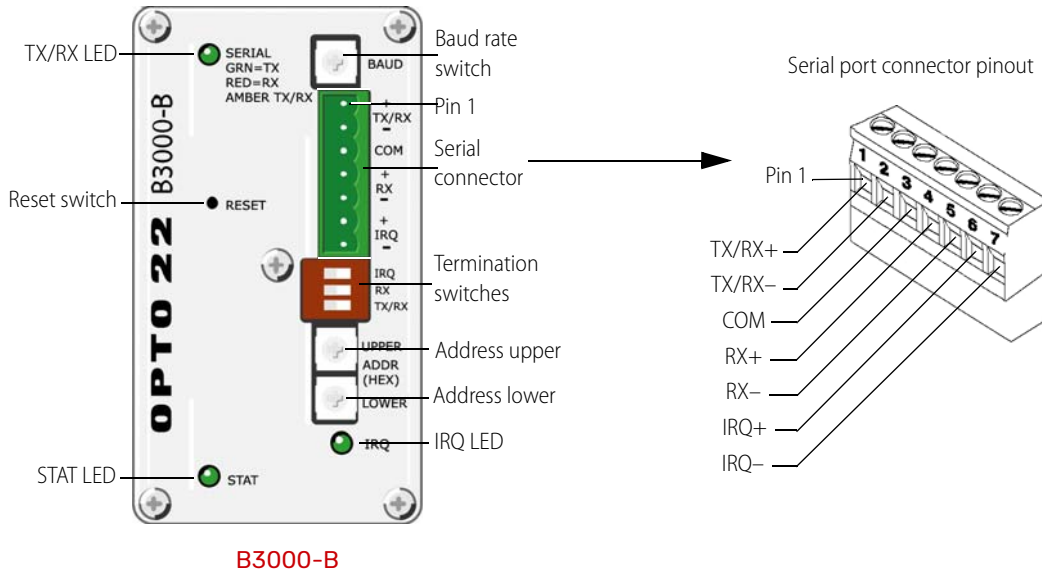 TX/RX LED
SERIAL
GRN=TX
RED=RX
AMBER TX/RX
BAUD
Baud rate
switch
Pin 1
+
TX/RX
−
COM
+
RX
−
+
IRQ
−
Serial
connector
Reset switch
RESET
OPTO 22 B3000-B
IRQ
RX
TX/RX
Termination
switches
UPPER
ADDR
(HEX)
LOWER
Address upper
Address lower
IRQ
IRQ LED
STAT LED
STAT
B3000-B
Serial port connector pinout
Pin 1
1 2 3 4 5 6 7
TX/RX+
TX/RX–
COM
RX+
RX–
IRQ+
IRQ–